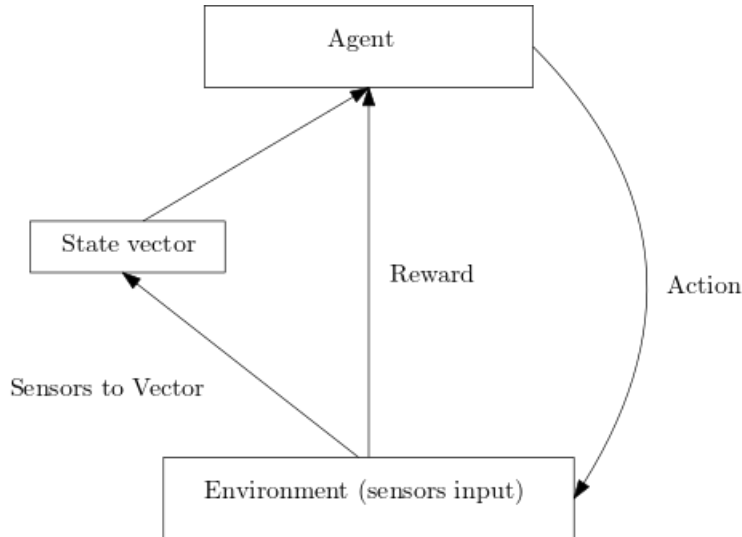 Agent
State vector
Reward
Action
Sensors to Vector
Environment (sensors input)